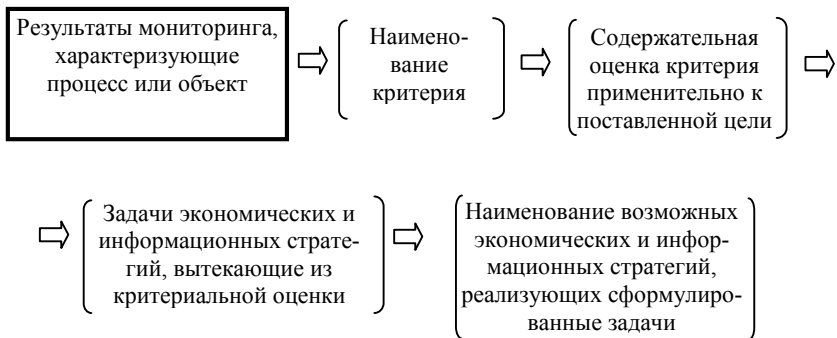 Результаты мониторинга,
характеризующие
процесс или объект
Наимено-
вание
критерия
Содержательная
оценка критерия
применительно к
поставленной цели
Задачи экономических и
информационных страте-
гий, вытекающие из
критериальной оценки
Наименование возможных
экономических и инфор-
мационных стратегий,
реализующих сформулиро-
ванные задачи